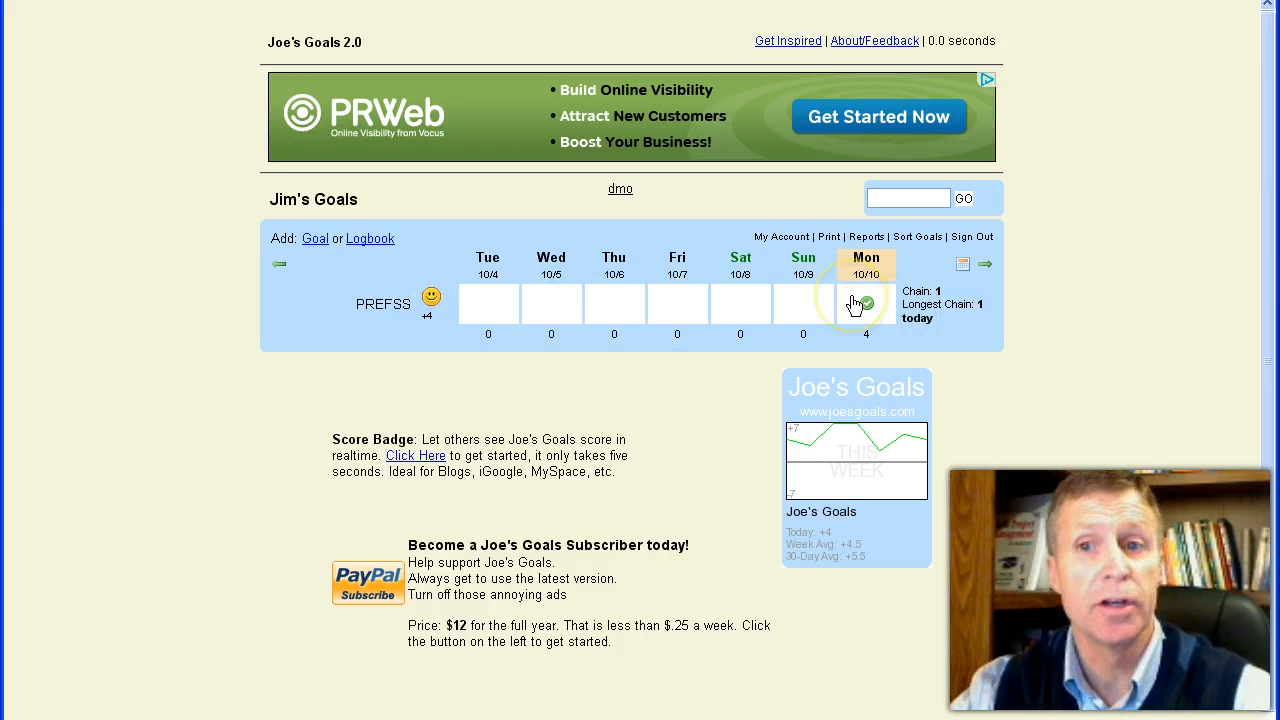 Joe's Goals 2.0
Get Inspired | About/Feedback | 0.0 seconds
PRWeb
Online Visibility from Vocus
• Build Online Visibility
• Attract New Customers
• Boost Your Business!
Get Started Now
Jim's Goals
dmo
GO
Add: Goal or Logbook
My Account | Print | Reports | Sort Goals | Sign Out
Tue Wed Thu Fri Sat Sun Mon
10/4 10/5 10/6 10/7 10/8 10/9 10/10
PREFSS
+4
Chain: 1
Longest Chain: 1
today
0 0 0 0 0 0 4
Joe's Goals
www.joesgoals.com
+7
THIS
WEEK
-7
Joe's Goals
Today: +4
Week Avg: +4.5
30-Day Avg: +5.5
Score Badge: Let others see Joe's Goals score in
realtime. Click Here to get started, it only takes five
seconds. Ideal for Blogs, iGoogle, MySpace, etc.
Become a Joe's Goals Subscriber today!
Help support Joe's Goals.
Always get to use the latest version.
Turn off those annoying ads
PayPal
Subscribe
Price: $12 for the full year. That is less than $.25 a week. Click
the button on the left to get started.